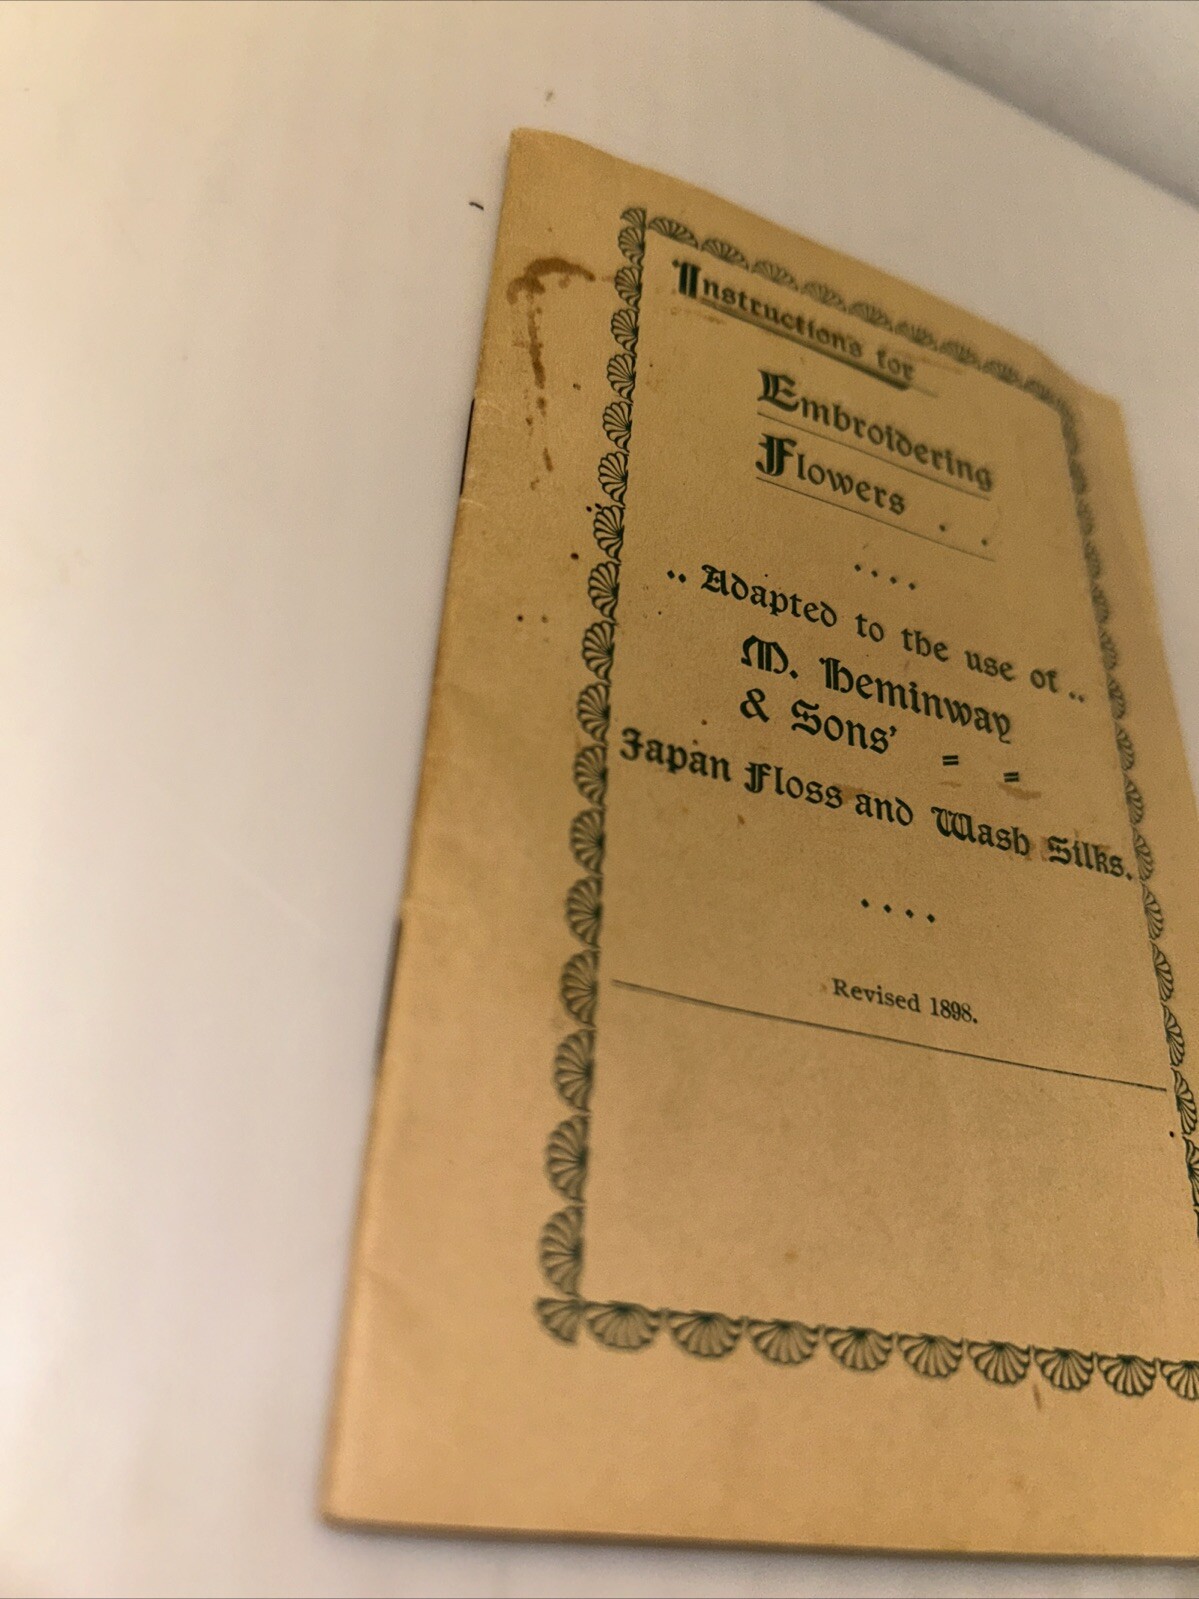 Instructions for
Embroidering
Flowers . .
. . . .
.. Adapted to the use of ..
M. Heminway
& Sons' = =
Japan Floss and Wash Silks.
. . . .
Revised 1898.